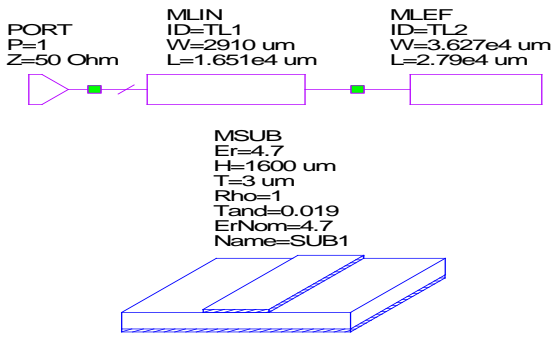 PORT
P=1
Z=50 Ohm
MLIN
ID=TL1
W=2910 um
L=1.651e4 um
MLEF
ID=TL2
W=3.627e4 um
L=2.79e4 um
MSUB
Er=4.7
H=1600 um
T=3 um
Rho=1
Tand=0.019
ErNom=4.7
Name=SUB1